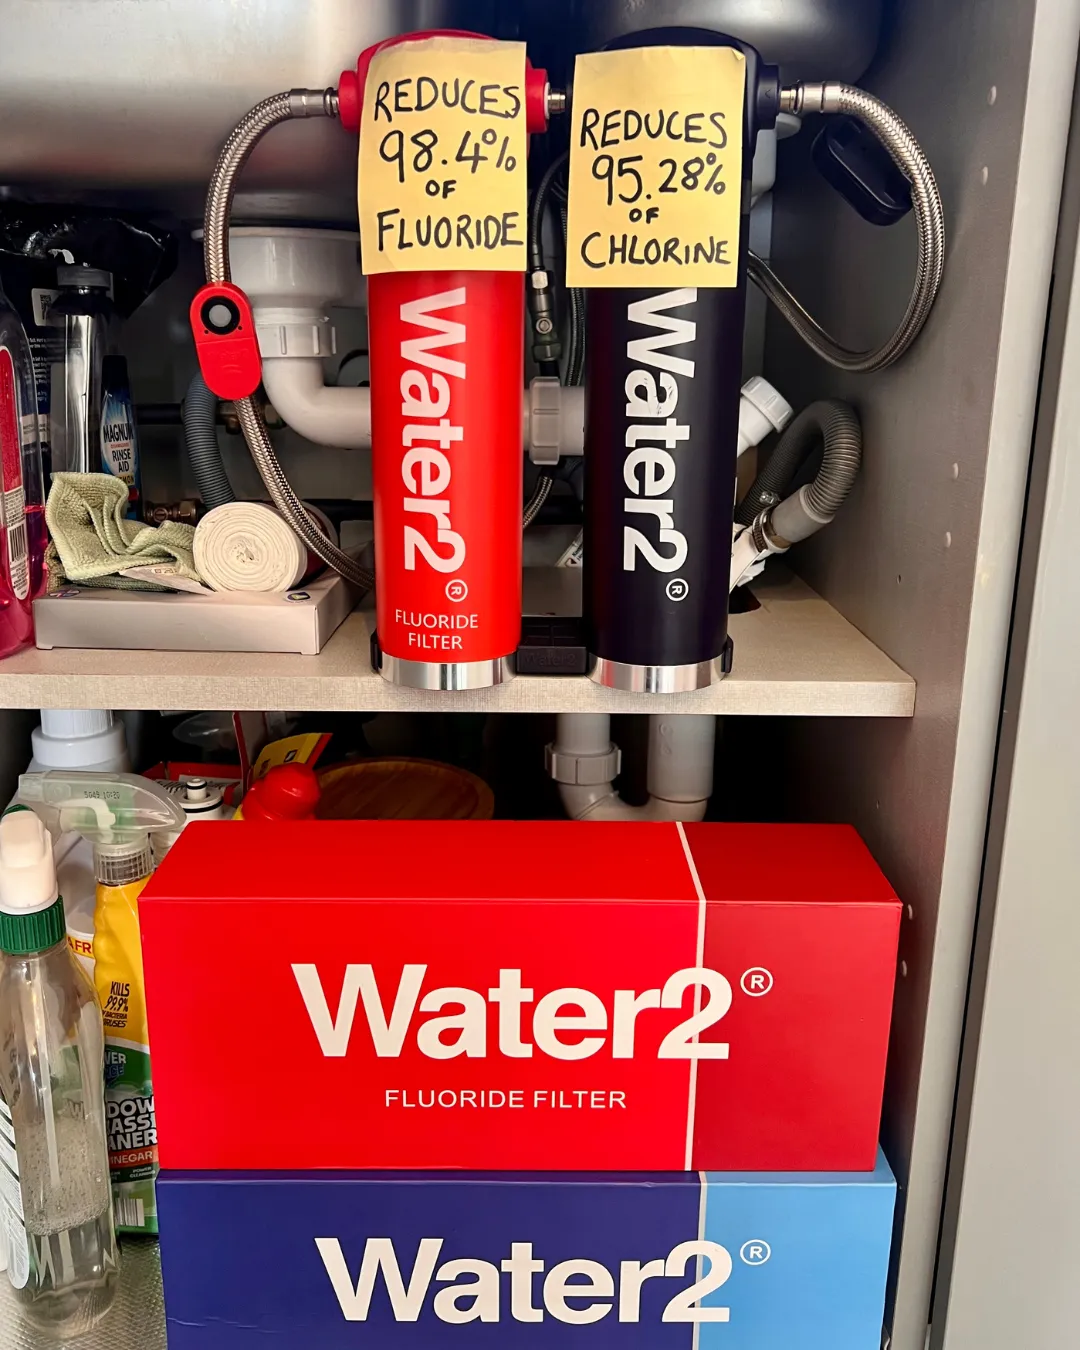 REDUCES
98.4%
OF
FLUORIDE
REDUCES
95.28%
OF
CHLORINE
Water2®
FLUORIDE
FILTER
Water2®
MAGNUM
RINSE
AID
Water2®
FLUORIDE FILTER
KILLS
99.9%
Water2®